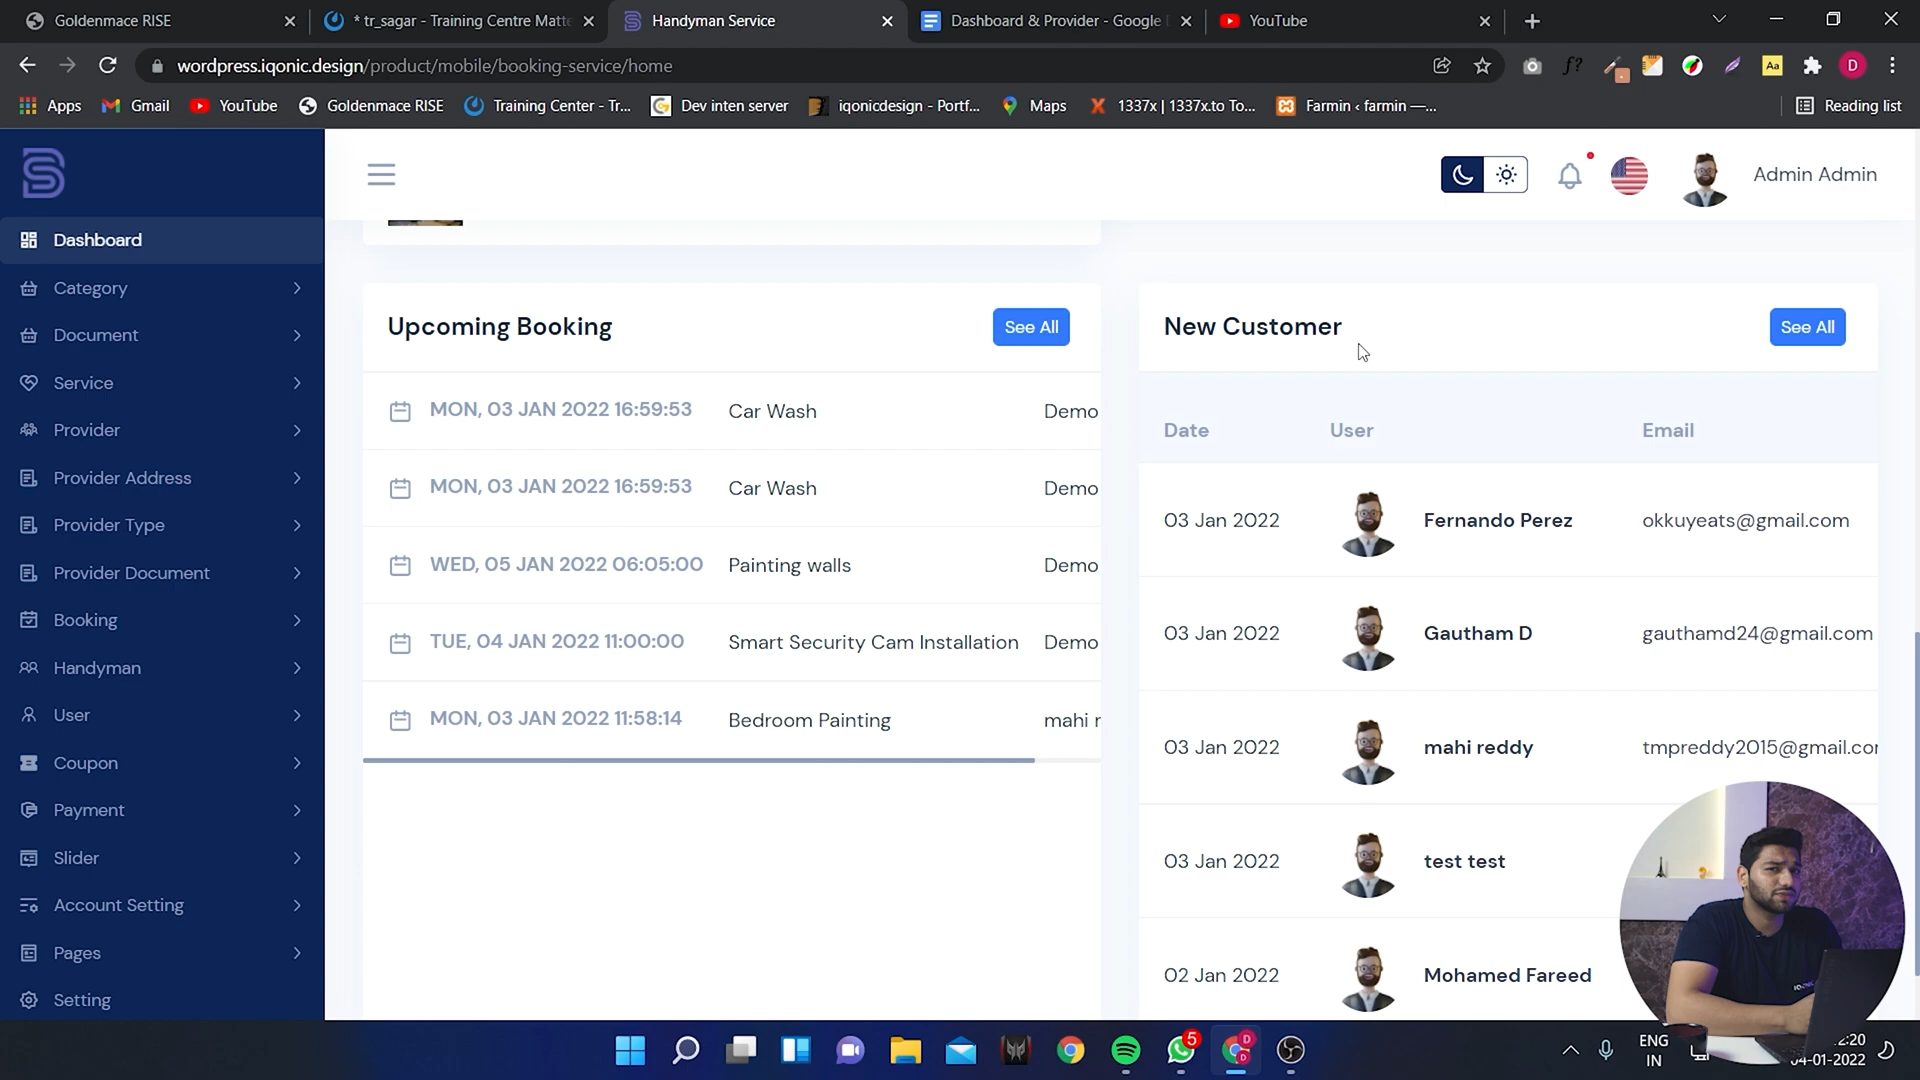 Goldenmace RISE
* tr_sagar - Training Centre Matte
Handyman Service
Dashboard & Provider - Google
YouTube
wordpress.iqonic.design/product/mobile/booking-service/home
Apps
Gmail
YouTube
Goldenmace RISE
Training Center - Tr...
Dev inten server
iqonicdesign - Portf...
Maps
1337x | 1337x.to To...
Farmin ‹ farmin —...
Reading list
Admin Admin
Dashboard
Category
Document
Service
Provider
Provider Address
Provider Type
Provider Document
Booking
Handyman
User
Coupon
Payment
Slider
Account Setting
Pages
Setting
Upcoming Booking
See All
MON, 03 JAN 2022 16:59:53 Car Wash Demo
MON, 03 JAN 2022 16:59:53 Car Wash Demo
WED, 05 JAN 2022 06:05:00 Painting walls Demo
TUE, 04 JAN 2022 11:00:00 Smart Security Cam Installation Demo
MON, 03 JAN 2022 11:58:14 Bedroom Painting mahi r
New Customer
See All
Date User Email
03 Jan 2022 Fernando Perez okkuyeats@gmail.com
03 Jan 2022 Gautham D gauthamd24@gmail.com
03 Jan 2022 mahi reddy tmpreddy2015@gmail.co
03 Jan 2022 test test
02 Jan 2022 Mohamed Fareed
5
ENG
IN
2:20
04-01-2022